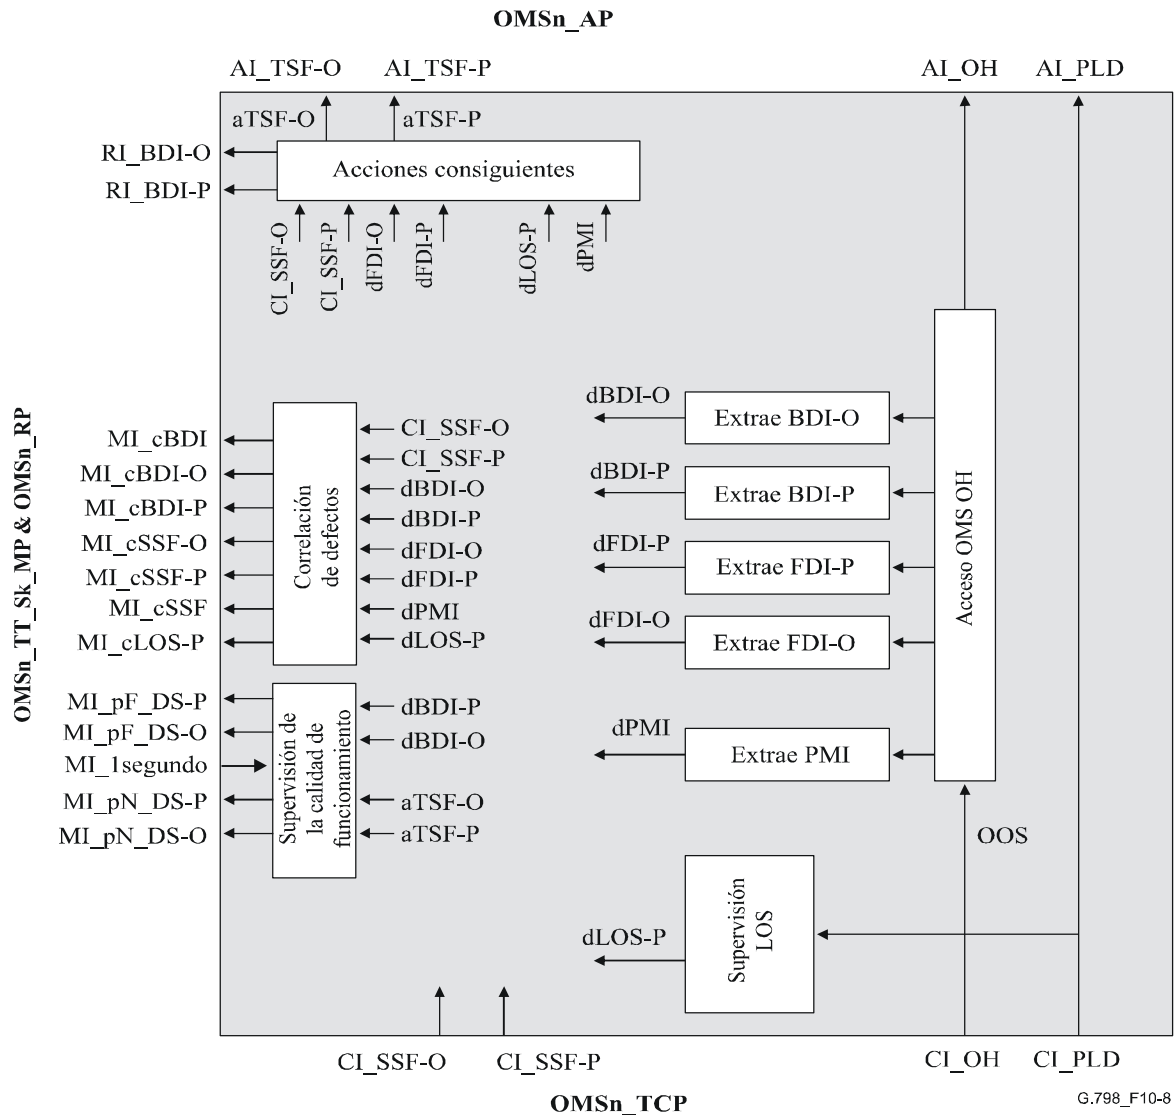 OMSn_AP
AI_TSF-O
AI_TSF-P
AI_OH
AI_PLD
aTSF-O
aTSF-P
RI_BDI-O
RI_BDI-P
Acciones consiguientes
CI_SSF-O
CI_SSF-P
dFDI-O
dFDI-P
dLOS-P
dPMI
OMSn_TT_Sk_MP & OMSn_RP
MI_cBDI
MI_cBDI-O
MI_cBDI-P
MI_cSSF-O
MI_cSSF-P
MI_cSSF
MI_cLOS-P
Correlación
de defectos
CI_SSF-O
CI_SSF-P
dBDI-O
dBDI-P
dFDI-O
dFDI-P
dPMI
dLOS-P
MI_pF_DS-P
MI_pF_DS-O
MI_1segundo
MI_pN_DS-P
MI_pN_DS-O
Supervisión de
la calidad de
funcionamiento
dBDI-P
dBDI-O
aTSF-O
aTSF-P
dBDI-O
Extrae BDI-O
dBDI-P
Extrae BDI-P
dFDI-P
Extrae FDI-P
dFDI-O
Extrae FDI-O
dPMI
Extrae PMI
Acceso OMS OH
OOS
dLOS-P
Supervisión
LOS
CI_SSF-O
CI_SSF-P
CI_OH
CI_PLD
OMSn_TCP
G.798_F10-8